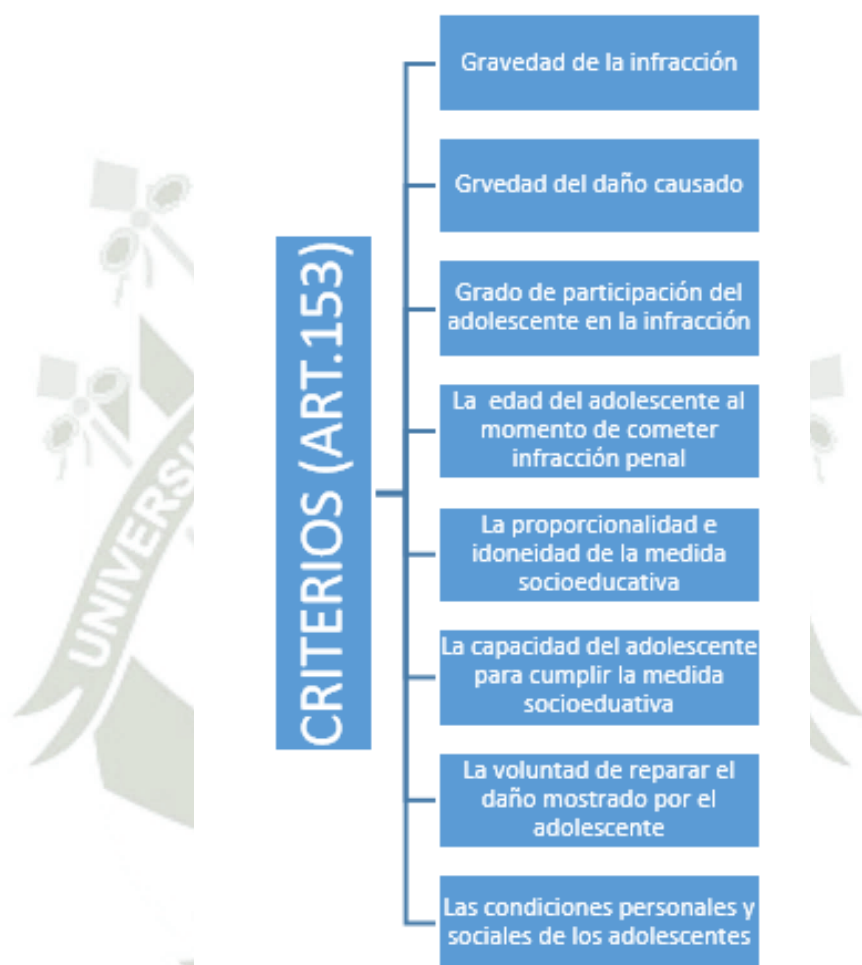 CRITERIOS (ART.153)
Gravedad de la infracción
Grvedad del daño causado
Grado de participación del
adolescente en la infracción
La edad del adolescente al
momento de cometer
infracción penal
La proporcionalidad e
idoneidad de la medida
socioeducativa
La capacidad del adolescente
para cumplir la medida
socioeduativa
La voluntad de reparar el
daño mostrado por el
adolescente
Las condiciones personales y
sociales de los adolescentes